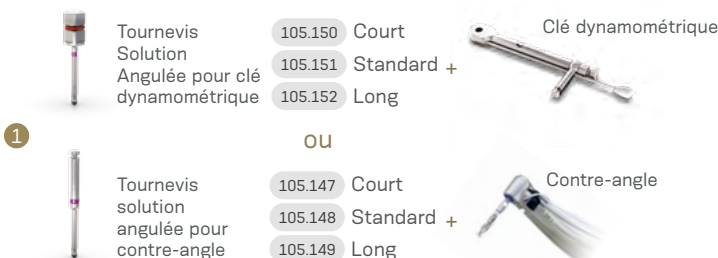 Tournevis
Solution
Angulée pour clé
dynamométrique
105.150 Court
105.151 Standard +
105.152 Long
Clé dynamométrique
1
ou
Tournevis
solution
angulée pour
contre-angle
105.147 Court
105.148 Standard +
105.149 Long
Contre-angle